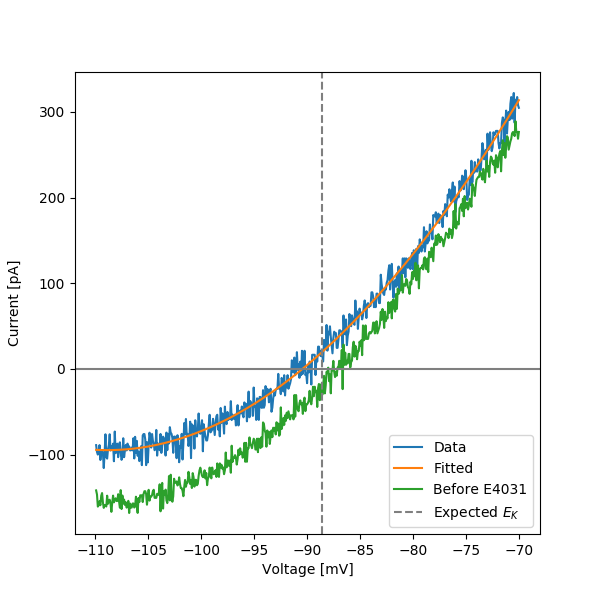 300
200
100
0
−100
Current [pA]
−110
−105
−100
−95
−90
−85
−80
−75
−70
Voltage [mV]
Data
Fitted
Before E4031
Expected E_K